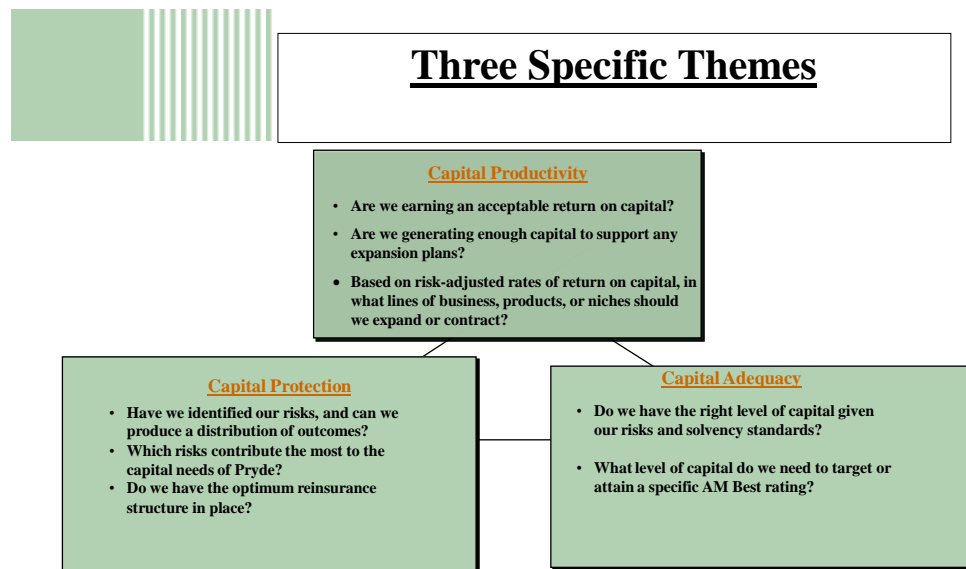 Three Specific Themes
Capital Productivity
• Are we earning an acceptable return on capital?
• Are we generating enough capital to support any
expansion plans?
• Based on risk-adjusted rates of return on capital, in
what lines of business, products, or niches should
we expand or contract?
Capital Protection
• Have we identified our risks, and can we
produce a distribution of outcomes?
• Which risks contribute the most to the
capital needs of Pryde?
• Do we have the optimum reinsurance
structure in place?
Capital Adequacy
• Do we have the right level of capital given
our risks and solvency standards?
• What level of capital do we need to target or
attain a specific AM Best rating?